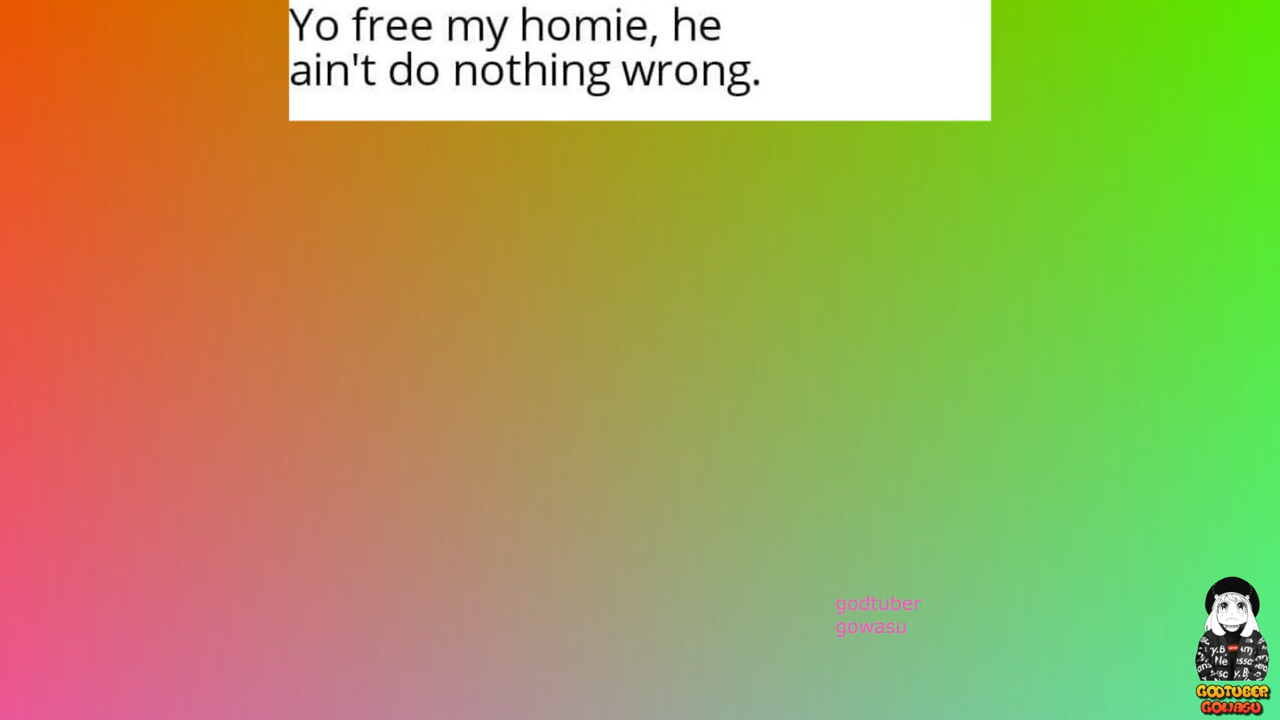 Yo free my homie, he
ain't do nothing wrong.
godtuber
gowasu
GODTUBER
GOWASU